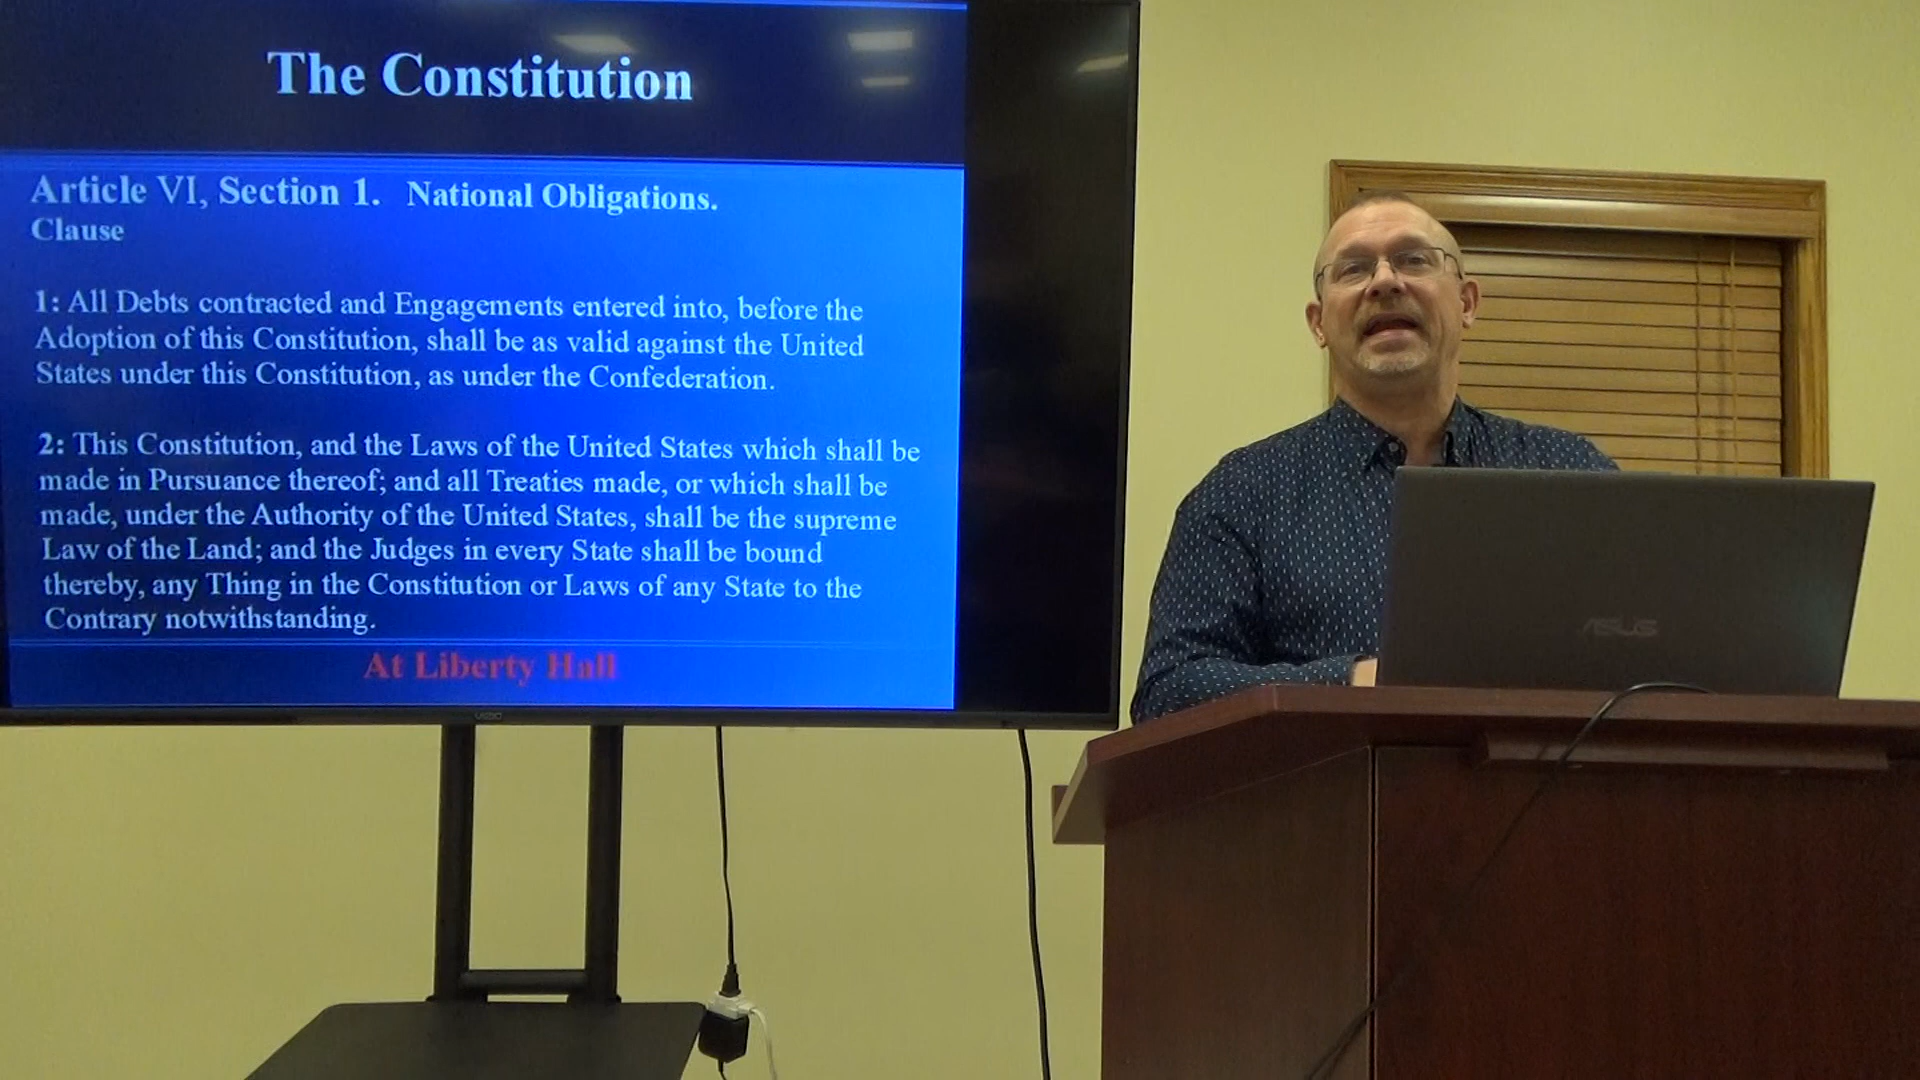 The Constitution
Article VI, Section 1. National Obligations.
Clause
1: All Debts contracted and Engagements entered into, before the
Adoption of this Constitution, shall be as valid against the United
States under this Constitution, as under the Confederation.
2: This Constitution, and the Laws of the United States which shall be
made in Pursuance thereof; and all Treaties made, or which shall be
made, under the Authority of the United States, shall be the supreme
Law of the Land; and the Judges in every State shall be bound
thereby, any Thing in the Constitution or Laws of any State to the
Contrary notwithstanding.
At Liberty Hall
VIZIO
ASUS